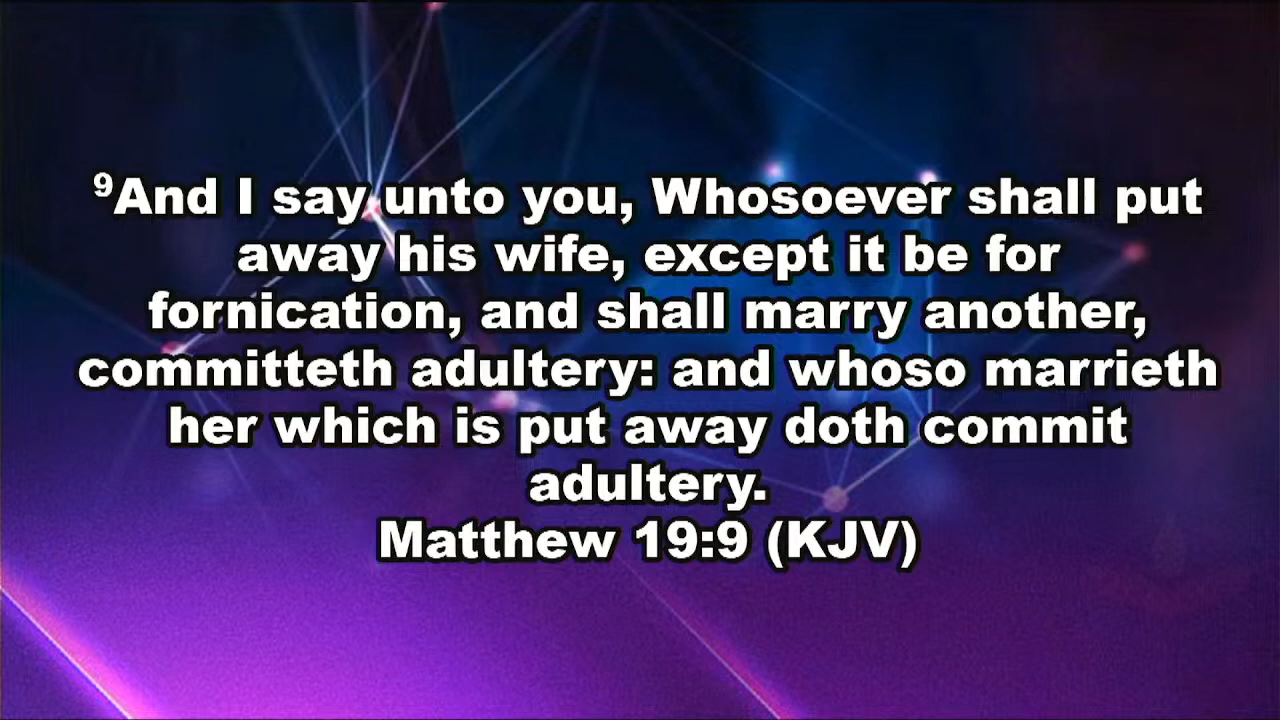 ⁹And I say unto you, Whosoever shall put
away his wife, except it be for
fornication, and shall marry another,
committeth adultery: and whoso marrieth
her which is put away doth commit
adultery.
Matthew 19:9 (KJV)